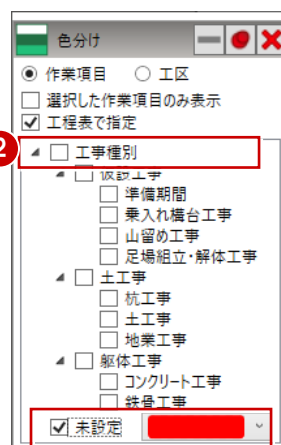 色分け
作業項目 工区
選択した作業項目のみ表示
工程表で指定
2
工事種別
仮設工事
準備期間
乗入れ構台工事
山留め工事
足場組立・解体工事
土工事
杭工事
土工事
地業工事
躯体工事
コンクリート工事
鉄骨工事
未設定